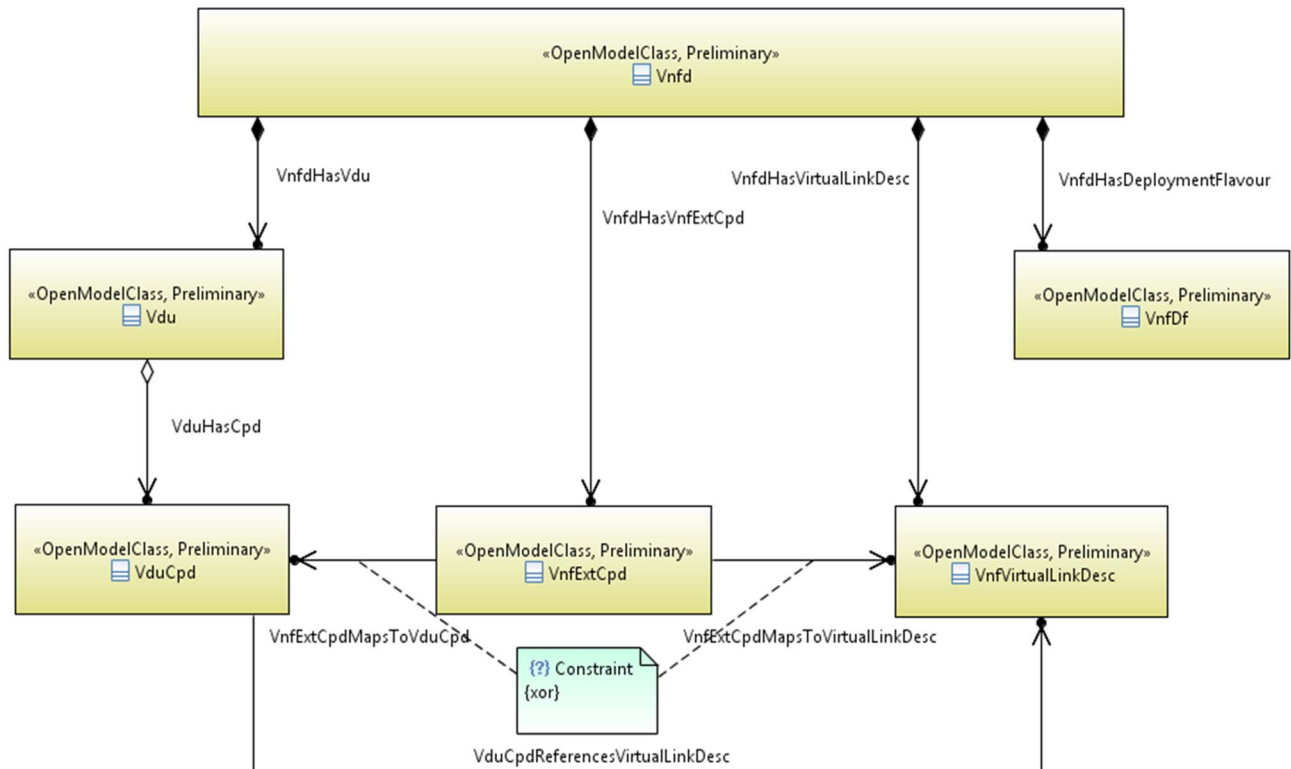 «OpenModelClass, Preliminary»
Vnfd
VnfdHasVdu
VnfdHasVirtualLinkDesc
VnfdHasDeploymentFlavour
VnfdHasVnfExtCpd
«OpenModelClass, Preliminary»
Vdu
«OpenModelClass, Preliminary»
VnfDf
VduHasCpd
«OpenModelClass, Preliminary»
VduCpd
«OpenModelClass, Preliminary»
VnfExtCpd
«OpenModelClass, Preliminary»
VnfVirtualLinkDesc
VnfExtCpdMapsToVduCpd
VnfExtCpdMapsToVirtualLinkDesc
{?} Constraint
{xor}
VduCpdReferencesVirtualLinkDesc